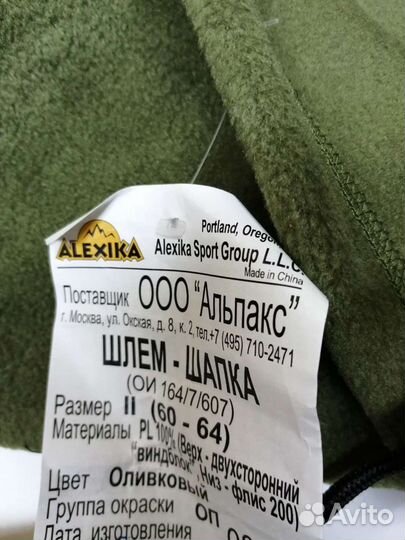 ALEXIKA
Portland, Oregon
Alexika Sport Group L.L.C.
Made in China
Поставщик ООО "Альпакс"
г. Москва, ул. Окская, д. 8, к. 2, тел.+7 (495) 710-2471
ШЛЕМ - ШАПКА
(ОИ 164/7/607)
Размер II (60 - 64)
Материалы PL 100% (Верх - двухсторонний
"виндблок", Низ - флис 200)
Цвет Оливковый
Группа окраски ОП
Дата изготовления
Avito